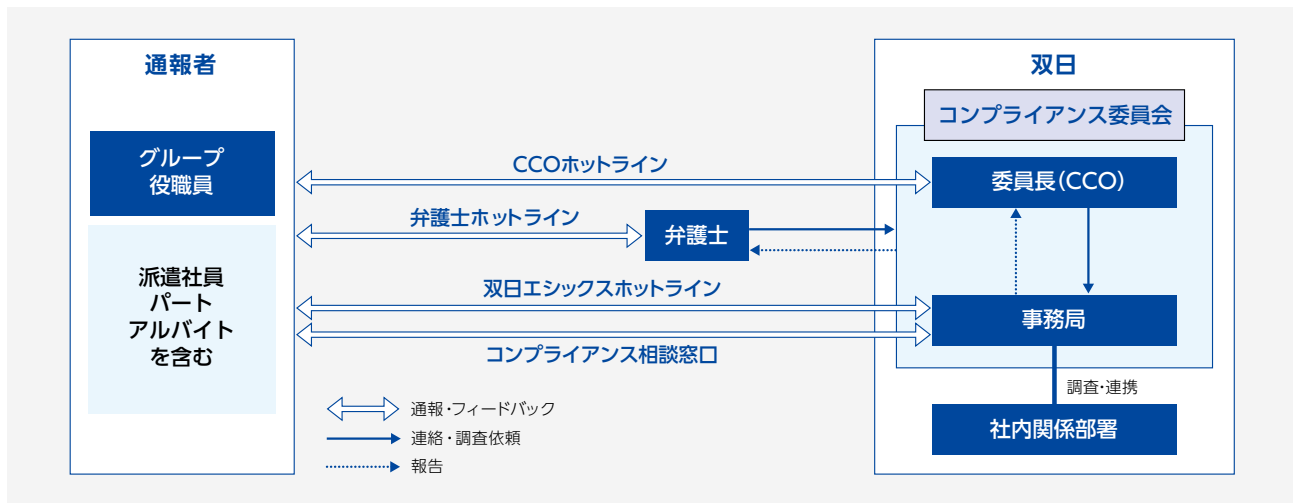 通報者
グループ
役職員
派遣社員
パート
アルバイト
を含む
CCOホットライン
弁護士ホットライン
弁護士
双日エシックスホットライン
コンプライアンス相談窓口
通報・フィードバック
連絡・調査依頼
報告
双日
コンプライアンス委員会
委員長(CCO)
事務局
調査・連携
社内関係部署